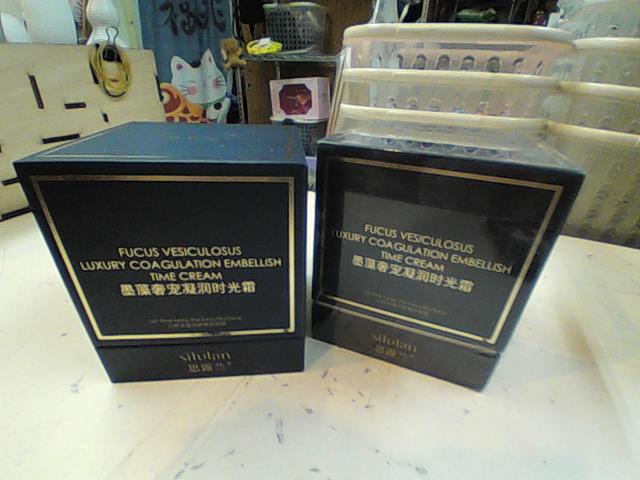 FUCUS VESICULOSUS
LUXURY COAGULATION EMBELLISH
TIME CREAM
墨藻奢宠凝润时光霜
silulan
思露
FUCUS VESICULOSUS
LUXURY COAGULATION EMBELLISH
TIME CREAM
墨藻奢宠凝润时光霜
silulan
思露